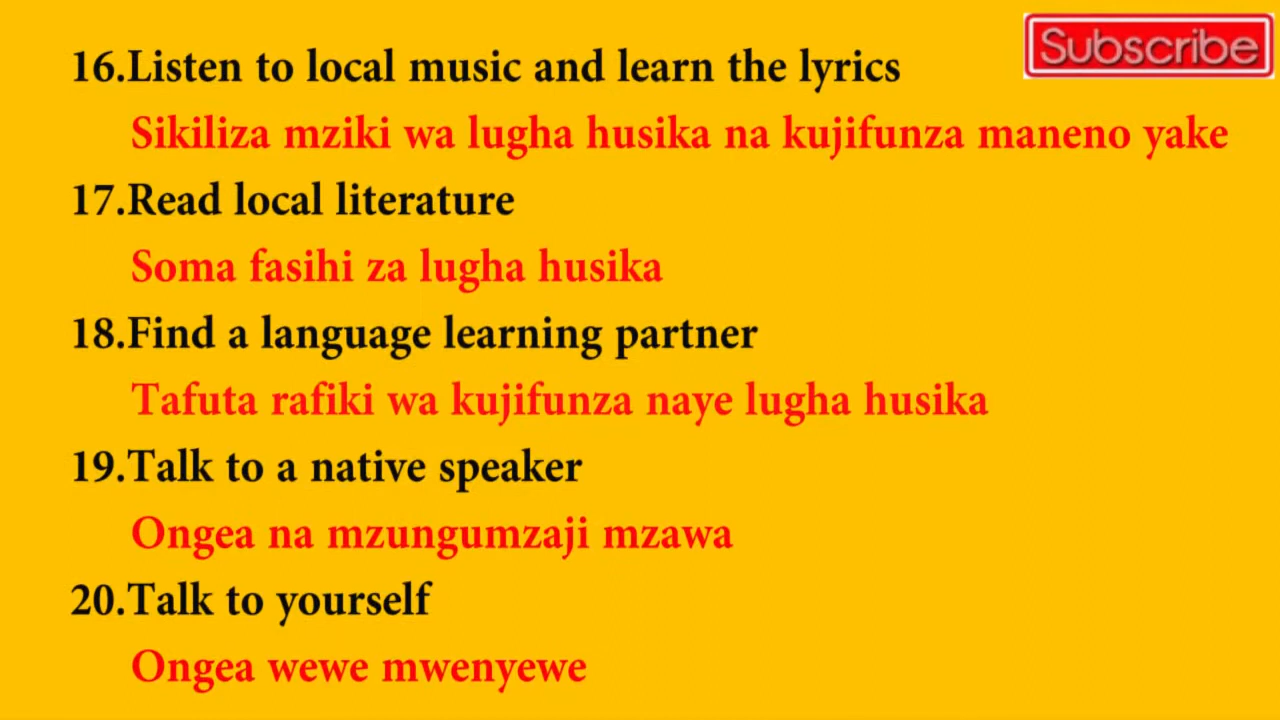 Subscribe
16.Listen to local music and learn the lyrics
Sikiliza mziki wa lugha husika na kujifunza maneno yake
17.Read local literature
Soma fasihi za lugha husika
18.Find a language learning partner
Tafuta rafiki wa kujifunza naye lugha husika
19.Talk to a native speaker
Ongea na mzungumzaji mzawa
20.Talk to yourself
Ongea wewe mwenyewe